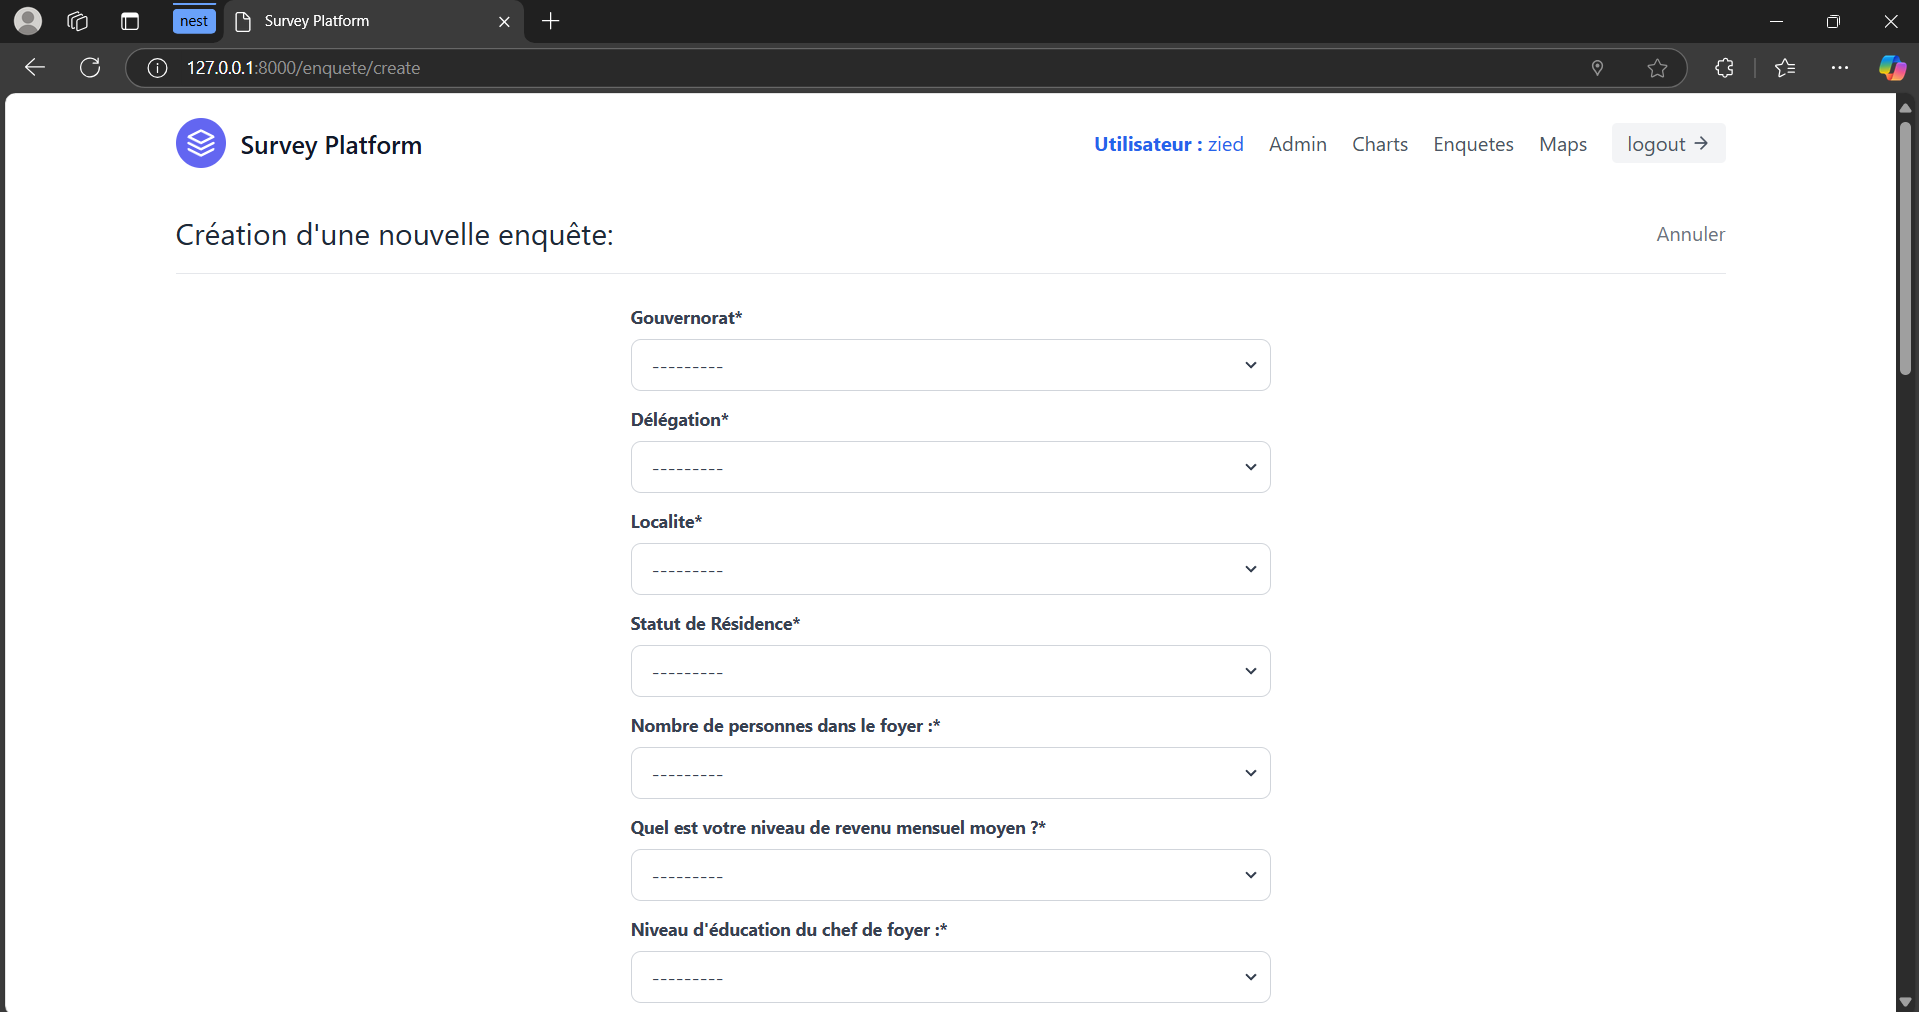 nest
Survey Platform
127.0.0.1:8000/enquete/create
Survey Platform
Utilisateur : zied
Admin
Charts
Enquetes
Maps
logout →
Création d'une nouvelle enquête:
Annuler
Gouvernorat*
---------
Délégation*
---------
Localite*
---------
Statut de Résidence*
---------
Nombre de personnes dans le foyer :*
---------
Quel est votre niveau de revenu mensuel moyen ?*
---------
Niveau d'éducation du chef de foyer :*
---------